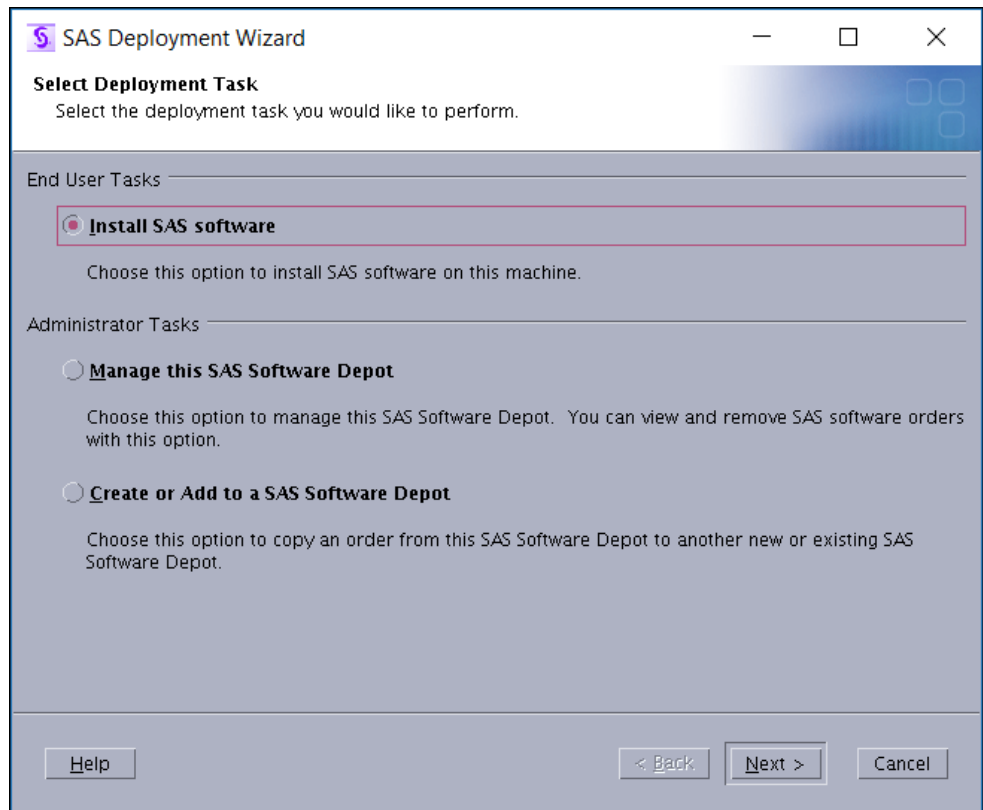 SAS Deployment Wizard
Select Deployment Task
Select the deployment task you would like to perform.
End User Tasks
Install SAS software
Choose this option to install SAS software on this machine.
Administrator Tasks
Manage this SAS Software Depot
Choose this option to manage this SAS Software Depot.  You can view and remove SAS software orders
with this option.
Create or Add to a SAS Software Depot
Choose this option to copy an order from this SAS Software Depot to another new or existing SAS
Software Depot.
Help
< Back
Next >
Cancel